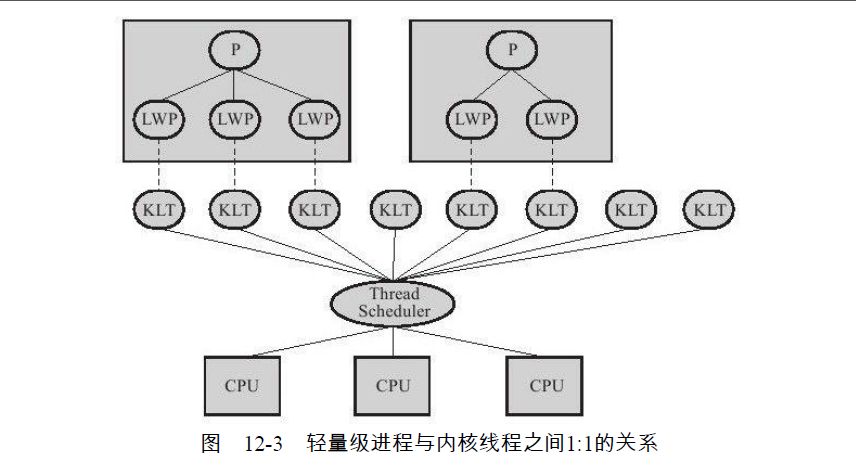 P P
LWP LWP LWP LWP LWP
KLT KLT KLT KLT KLT KLT KLT KLT
Thread
Scheduler
CPU CPU CPU
图 12-3 轻量级进程与内核线程之间1:1的关系